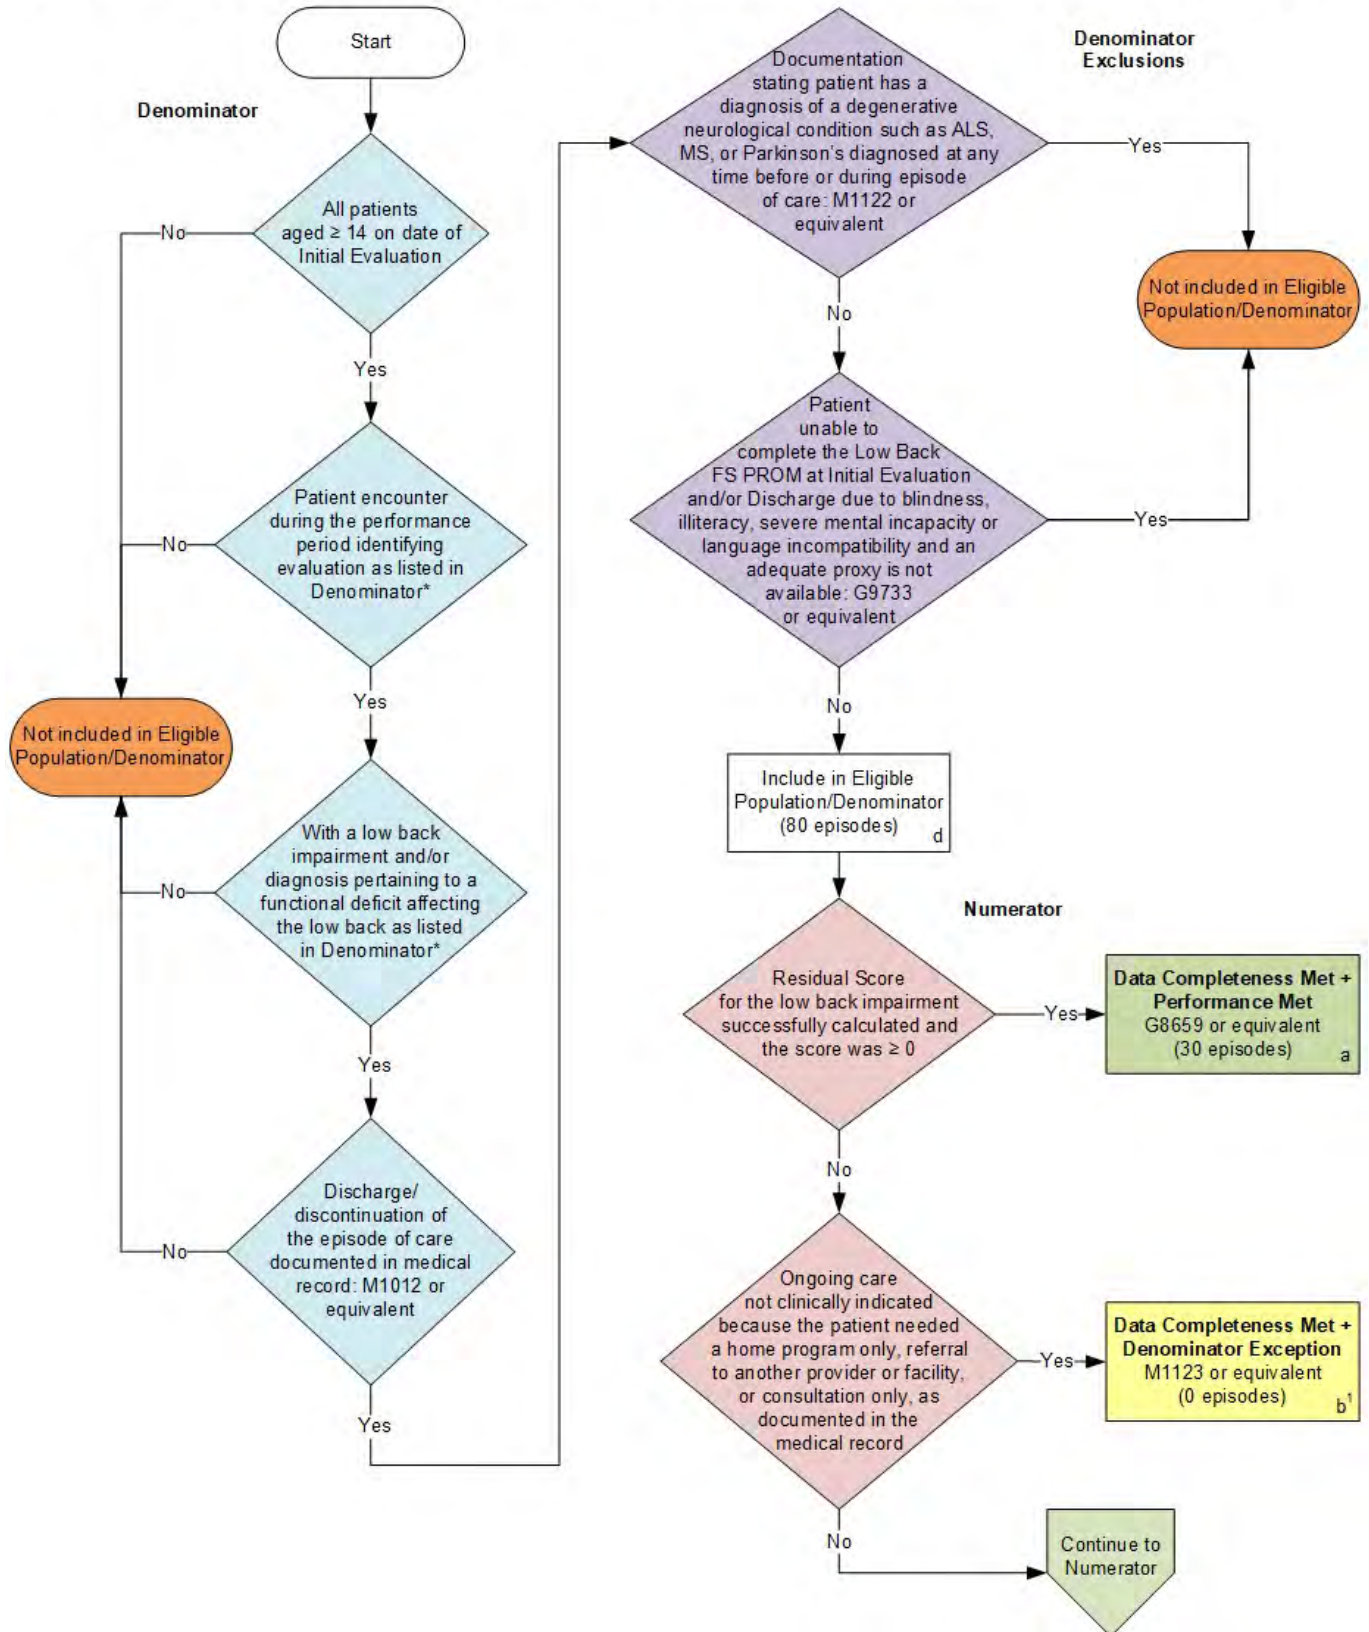 Start
Denominator
All patients
aged ≥ 14 on date of
Initial Evaluation
No
Yes
Patient encounter
during the performance
period identifying
evaluation as listed in
Denominator*
No
Yes
Not included in Eligible
Population/Denominator
With a low back
impairment and/or
diagnosis pertaining to a
functional deficit affecting
the low back as listed
in Denominator*
No
Yes
Discharge/
discontinuation of
the episode of care
documented in medical
record: M1012 or
equivalent
No
Yes
Denominator
Exclusions
Documentation
stating patient has a
diagnosis of a degenerative
neurological condition such as ALS,
MS, or Parkinson's diagnosed at any
time before or during episode
of care: M1122 or
equivalent
Yes
Not included in Eligible
Population/Denominator
No
Patient
unable to
complete the Low Back
FS PROM at Initial Evaluation
and/or Discharge due to blindness,
illiteracy, severe mental incapacity or
language incompatibility and an
adequate proxy is not
available: G9733
or equivalent
Yes
No
Include in Eligible
Population/Denominator
(80 episodes)
d
Numerator
Residual Score
for the low back impairment
successfully calculated and
the score was ≥ 0
Yes
Data Completeness Met +
Performance Met
G8659 or equivalent
(30 episodes)
a
No
Ongoing care
not clinically indicated
because the patient needed
a home program only, referral
to another provider or facility,
or consultation only, as
documented in the
medical record
Yes
Data Completeness Met +
Denominator Exception
M1123 or equivalent
(0 episodes)
b¹
No
Continue to
Numerator